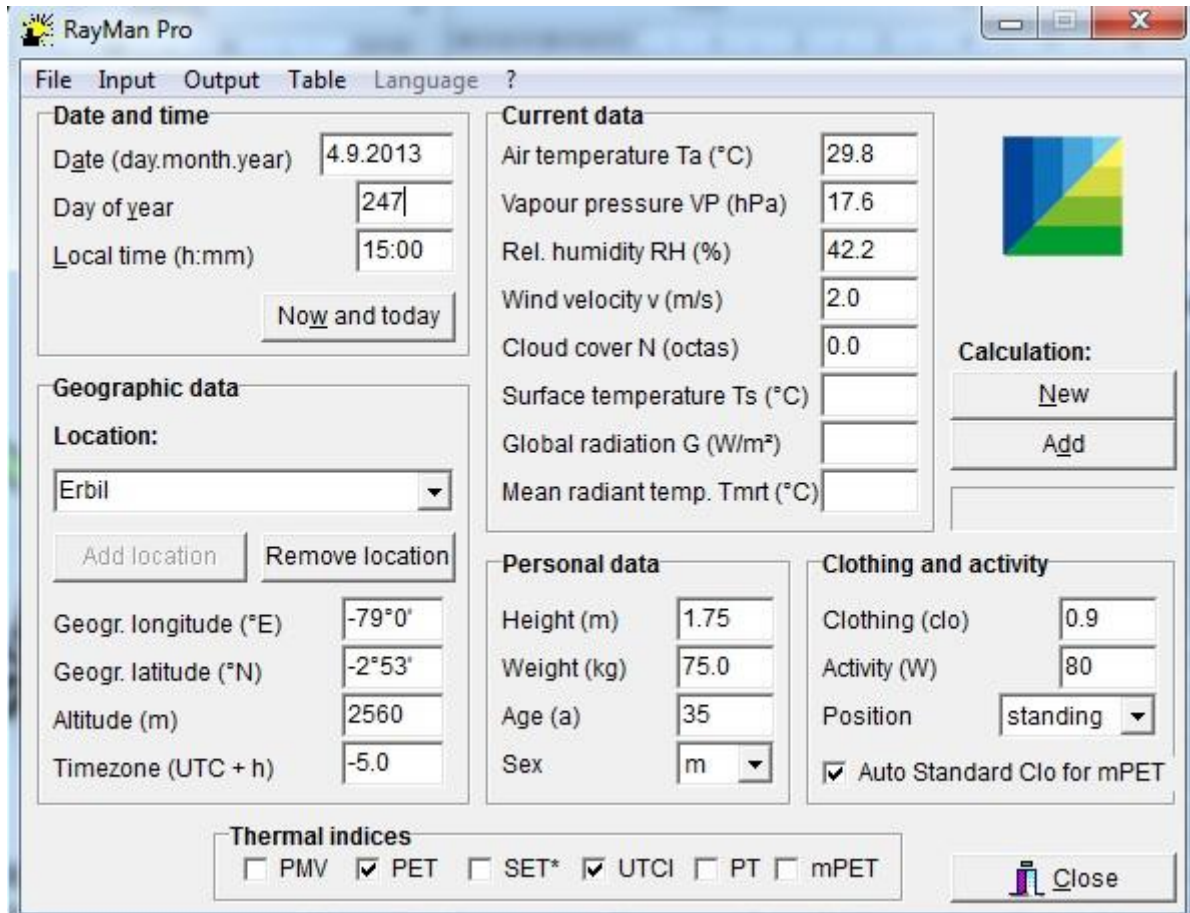 RayMan Pro
File Input Output Table Language ?
Date and time
Date (day.month.year) 4.9.2013
Day of year 247
Local time (h:mm) 15:00
Now and today
Geographic data
Location:
Erbil
Add location Remove location
Geogr. longitude (°E) -79°0'
Geogr. latitude (°N) -2°53'
Altitude (m) 2560
Timezone (UTC + h) -5.0
Current data
Air temperature Ta (°C) 29.8
Vapour pressure VP (hPa) 17.6
Rel. humidity RH (%) 42.2
Wind velocity v (m/s) 2.0
Cloud cover N (octas) 0.0
Surface temperature Ts (°C)
Global radiation G (W/m²)
Mean radiant temp. Tmrt (°C)
Calculation:
New
Add
Personal data
Height (m) 1.75
Weight (kg) 75.0
Age (a) 35
Sex m
Clothing and activity
Clothing (clo) 0.9
Activity (W) 80
Position standing
Auto Standard Clo for mPET
Thermal indices
PMV PET SET* UTCI PT mPET
Close